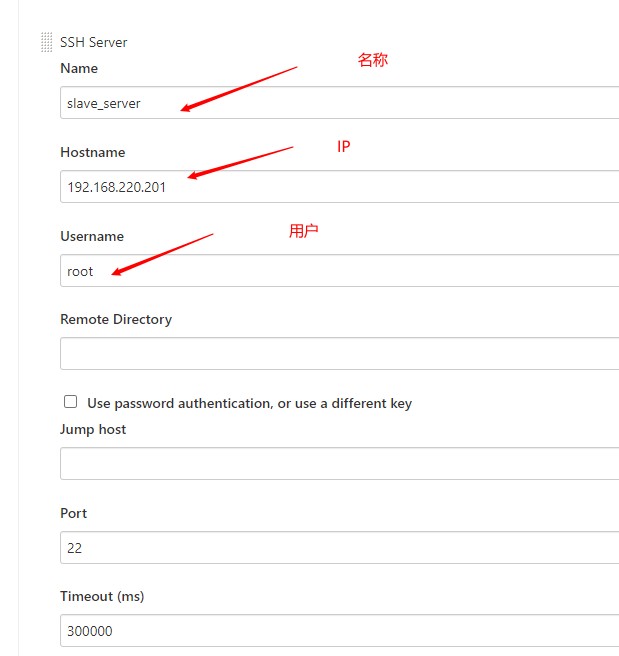 SSH Server
Name
名称
slave_server
Hostname
IP
192.168.220.201
Username
用户
root
Remote Directory
Use password authentication, or use a different key
Jump host
Port
22
Timeout (ms)
300000